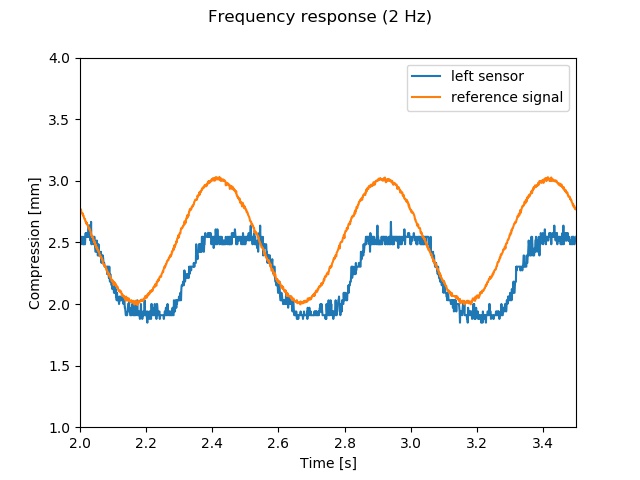 Frequency response (2 Hz)
left sensor
reference signal
4.0
3.5
3.0
2.5
2.0
1.5
1.0
Compression [mm]
2.0 2.2 2.4 2.6 2.8 3.0 3.2 3.4
Time [s]